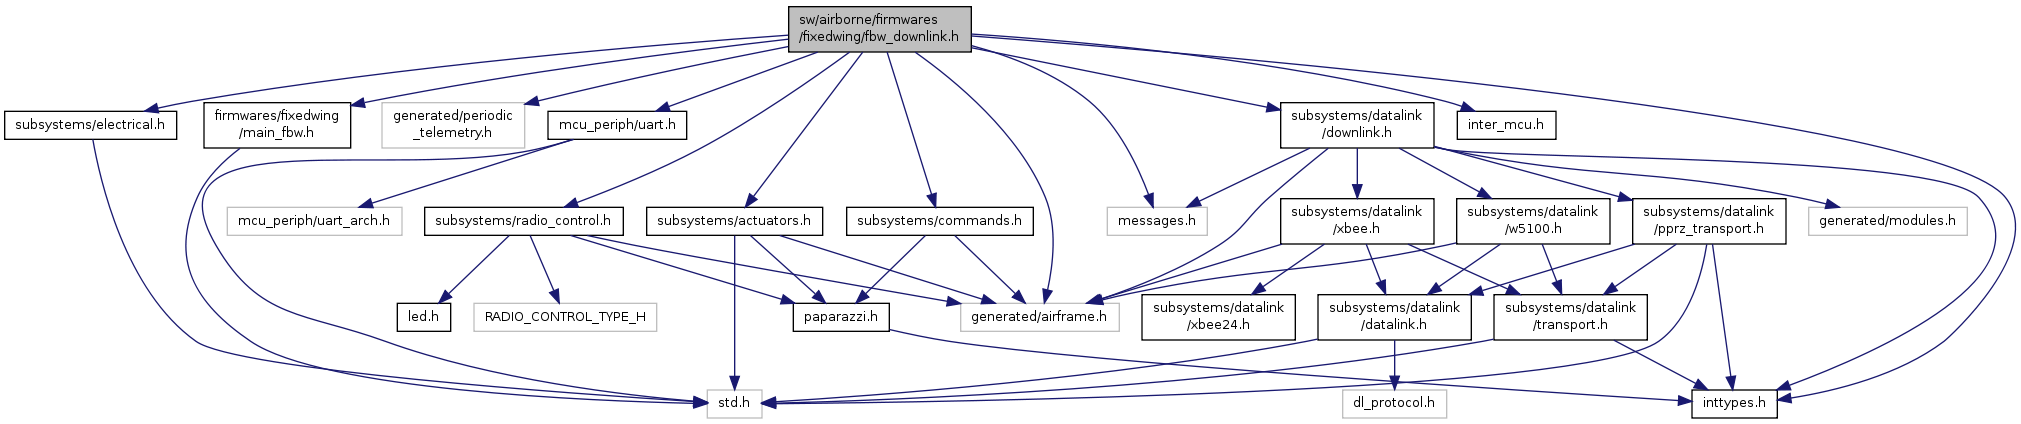 sw/airborne/firmwares
/fixedwing/fbw_downlink.h
subsystems/electrical.h
firmwares/fixedwing
/main_fbw.h
generated/periodic
_telemetry.h
mcu_periph/uart.h
subsystems/datalink
/downlink.h
inter_mcu.h
mcu_periph/uart_arch.h
subsystems/radio_control.h
subsystems/actuators.h
subsystems/commands.h
messages.h
subsystems/datalink
/xbee.h
subsystems/datalink
/w5100.h
subsystems/datalink
/pprz_transport.h
generated/modules.h
led.h
RADIO_CONTROL_TYPE_H
paparazzi.h
generated/airframe.h
subsystems/datalink
/xbee24.h
subsystems/datalink
/datalink.h
subsystems/datalink
/transport.h
std.h
dl_protocol.h
inttypes.h